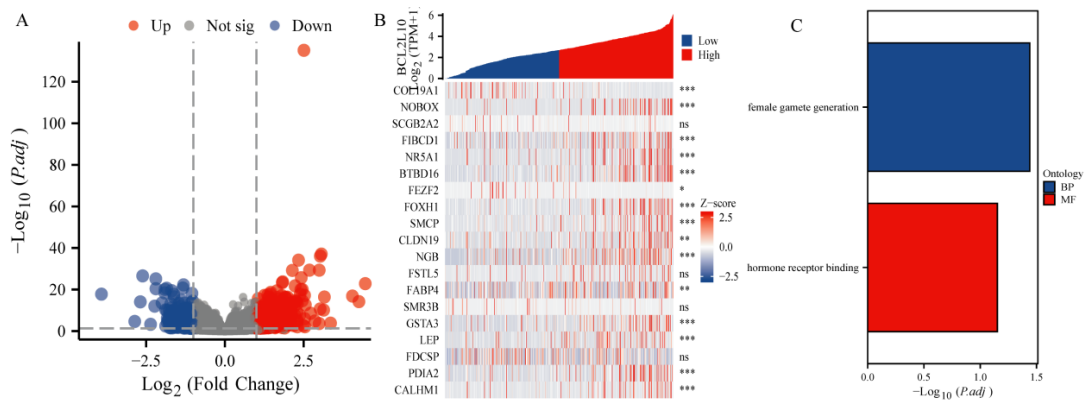 A
Up Not sig Down
−Log10 (P.adj)
120
100
80
60
40
20
0
−2.5 0.0 2.5
Log2 (Fold Change)
B
BCL2L10
Log2 (TPM+1)
6
4
2
0
Low
High
COL19A1 ***
NOBOX ***
SCGB2A2 ns
FIBCD1 ***
NR5A1 ***
BTBD16 ***
FEZF2 *
FOXH1 ***
SMCP ***
CLDN19 **
NGB ***
FSTL5 ns
FABP4 **
SMR3B ns
GSTA3 ***
LEP ***
FDCSP ns
PDIA2 ***
CALHM1 ***
Z−score
2.5
0.0
−2.5
C
female gamete generation
hormone receptor binding
0.0 0.5 1.0 1.5
−Log10 (P.adj)
Ontology
BP
MF